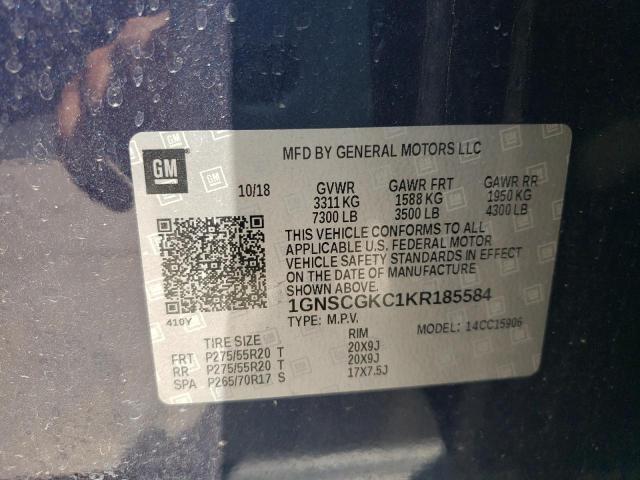 GM
MFD BY GENERAL MOTORS LLC
10/18 GVWR GAWR FRT GAWR RR
3311 KG 1588 KG 1950 KG
7300 LB 3500 LB 4300 LB
THIS VEHICLE CONFORMS TO ALL
APPLICABLE U.S. FEDERAL MOTOR
VEHICLE SAFETY STANDARDS IN EFFECT
ON THE DATE OF MANUFACTURE
SHOWN ABOVE.
1GNSCGKC1KR185584
410Y TYPE: M.P.V. MODEL: 14CC15906
TIRE SIZE RIM
FRT P275/55R20 T 20X9J
RR P275/55R20 T 20X9J
SPA P265/70R17 S 17X7.5J